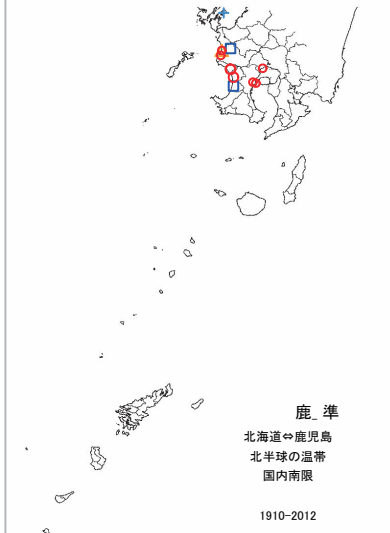 鹿_ 準
北海道⇔鹿児島
北半球の温帯
国内南限
1910-2012